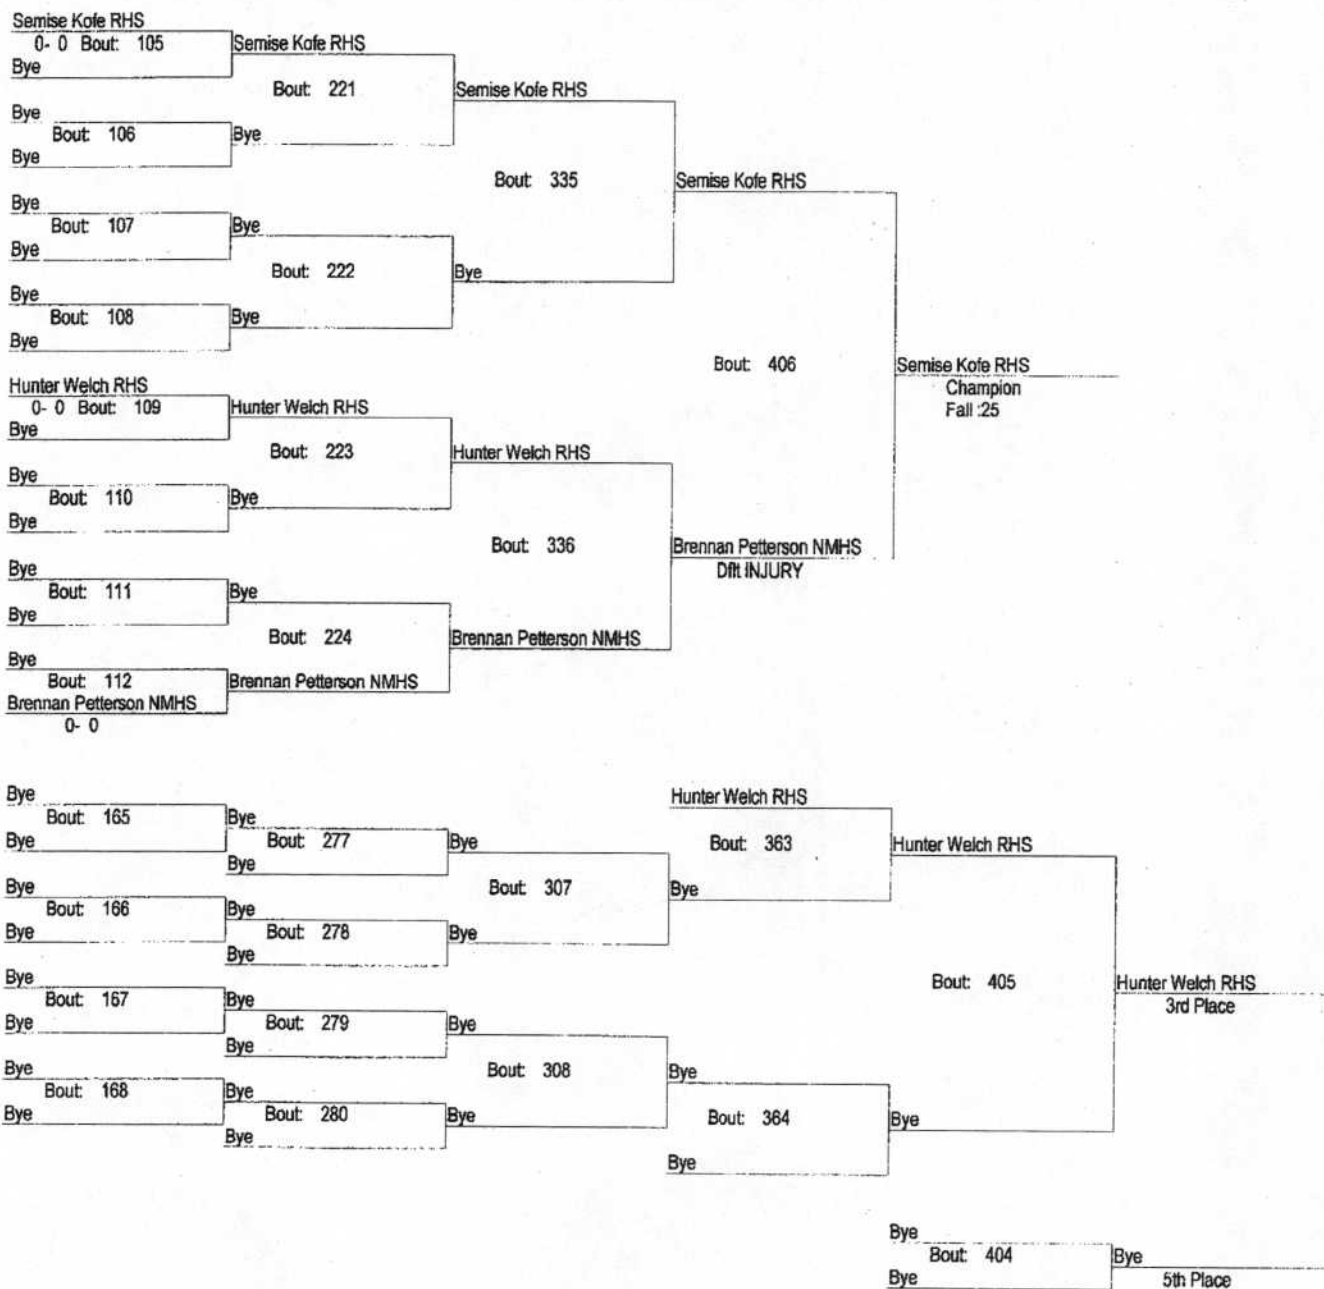 Semise Kofe RHS
0- 0 Bout: 105
Bye
Semise Kofe RHS
Bout: 221
Semise Kofe RHS
Bye
Bout: 106
Bye
Bye
Bout: 335
Semise Kofe RHS
Bye
Bout: 107
Bye
Bye
Bout: 222
Bye
Bye
Bout: 108
Bye
Bye
Bout: 406
Semise Kofe RHS
Champion
Fall :25
Hunter Welch RHS
0- 0 Bout: 109
Bye
Hunter Welch RHS
Bout: 223
Hunter Welch RHS
Bye
Bout: 110
Bye
Bye
Bout: 336
Brennan Petterson NMHS
Dflt INJURY
Bye
Bout: 111
Bye
Bye
Bout: 224
Brennan Petterson NMHS
Bye
Bout: 112
Brennan Petterson NMHS
0- 0
Brennan Petterson NMHS
Bye
Bout: 165
Bye
Bye
Bout: 277
Bye
Bye
Hunter Welch RHS
Bout: 363
Hunter Welch RHS
Bout: 307
Bye
Bye
Bout: 166
Bye
Bye
Bout: 278
Bye
Bye
Bout: 405
Hunter Welch RHS
3rd Place
Bye
Bout: 167
Bye
Bye
Bout: 279
Bye
Bye
Bout: 308
Bye
Bye
Bout: 168
Bye
Bye
Bout: 280
Bye
Bye
Bout: 364
Bye
Bye
Bye
Bout: 404
Bye
Bye
5th Place